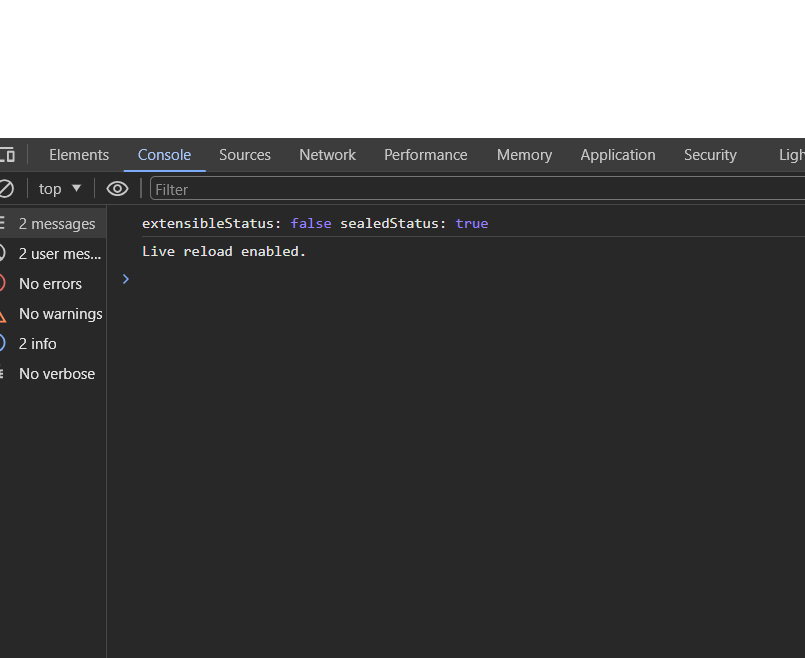 Elements Console Sources Network Performance Memory Application Security Ligh
top Filter
2 messages
2 user mes...
No errors
No warnings
2 info
No verbose
extensibleStatus: false sealedStatus: true
Live reload enabled.